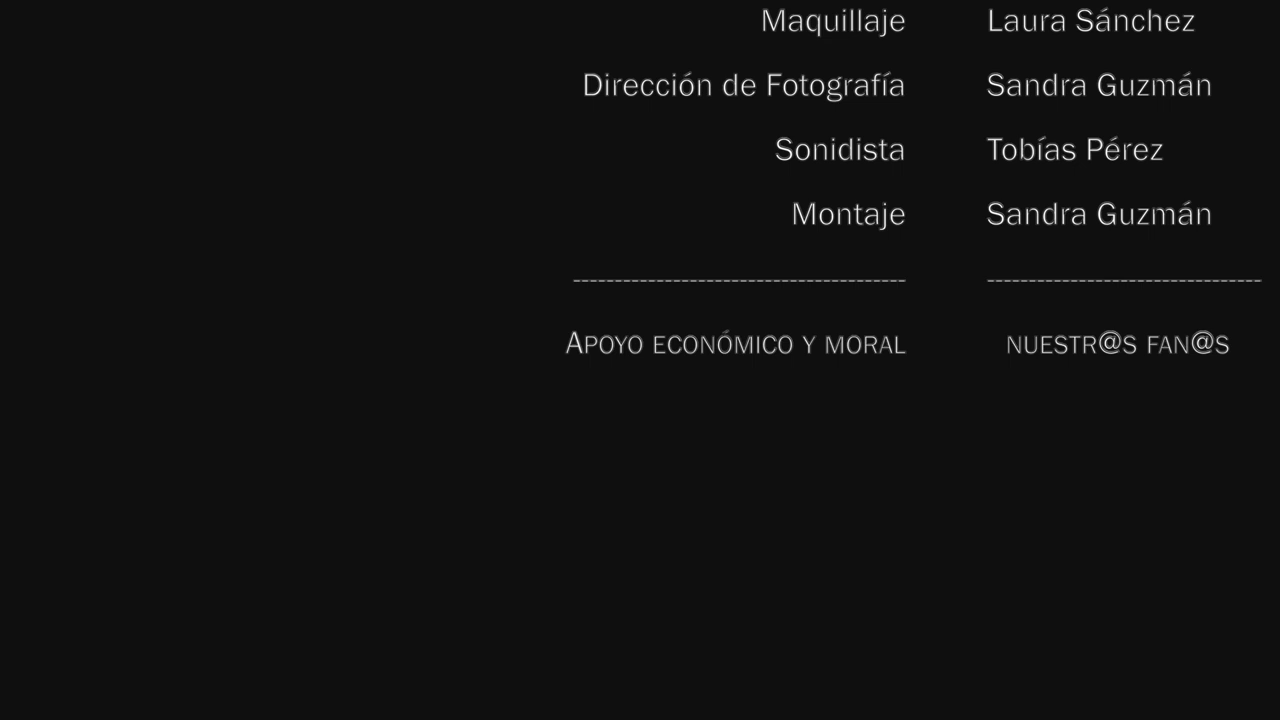 Maquillaje Laura Sánchez
Dirección de Fotografía Sandra Guzmán
Sonidista Tobías Pérez
Montaje Sandra Guzmán
---------------------------------------- ---------------------------------
APOYO ECONÓMICO Y MORAL NUESTR@S FAN@S